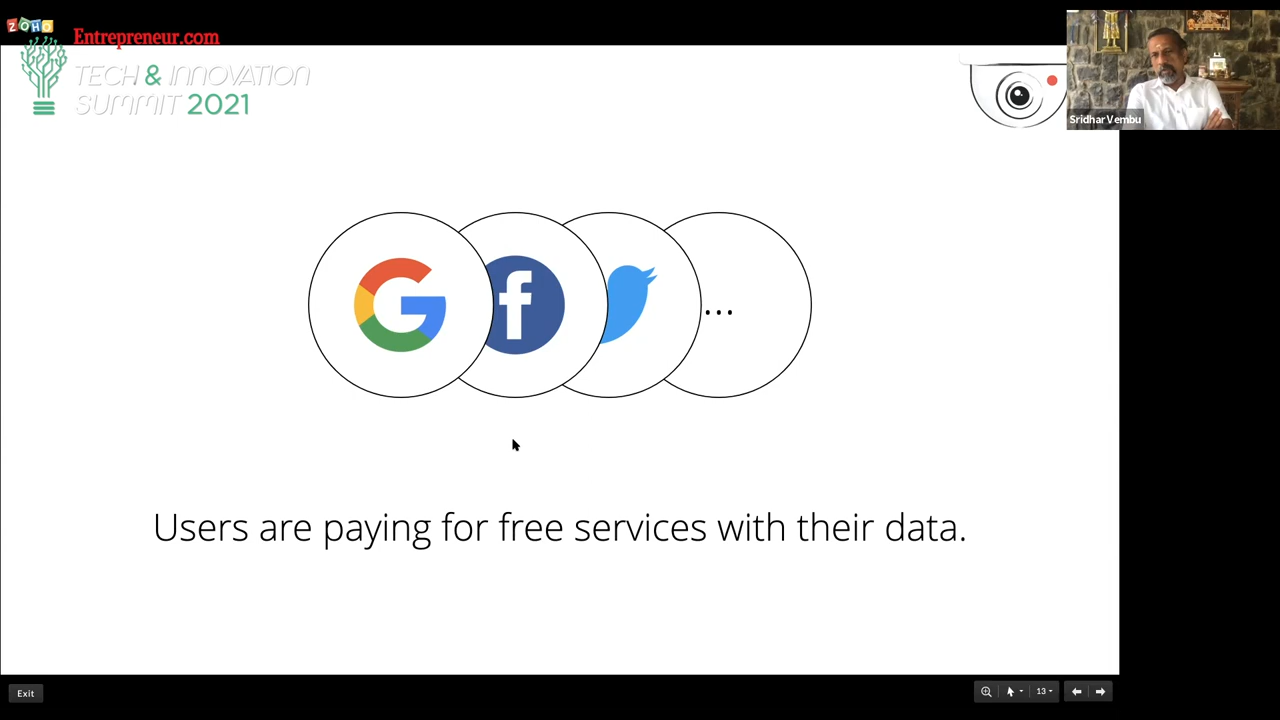 ZOHO
Entrepreneur.com
TECH & INNOVATION
SUMMIT 2021
Sridhar Vembu
G
f
...
Users are paying for free services with their data.
Exit
13